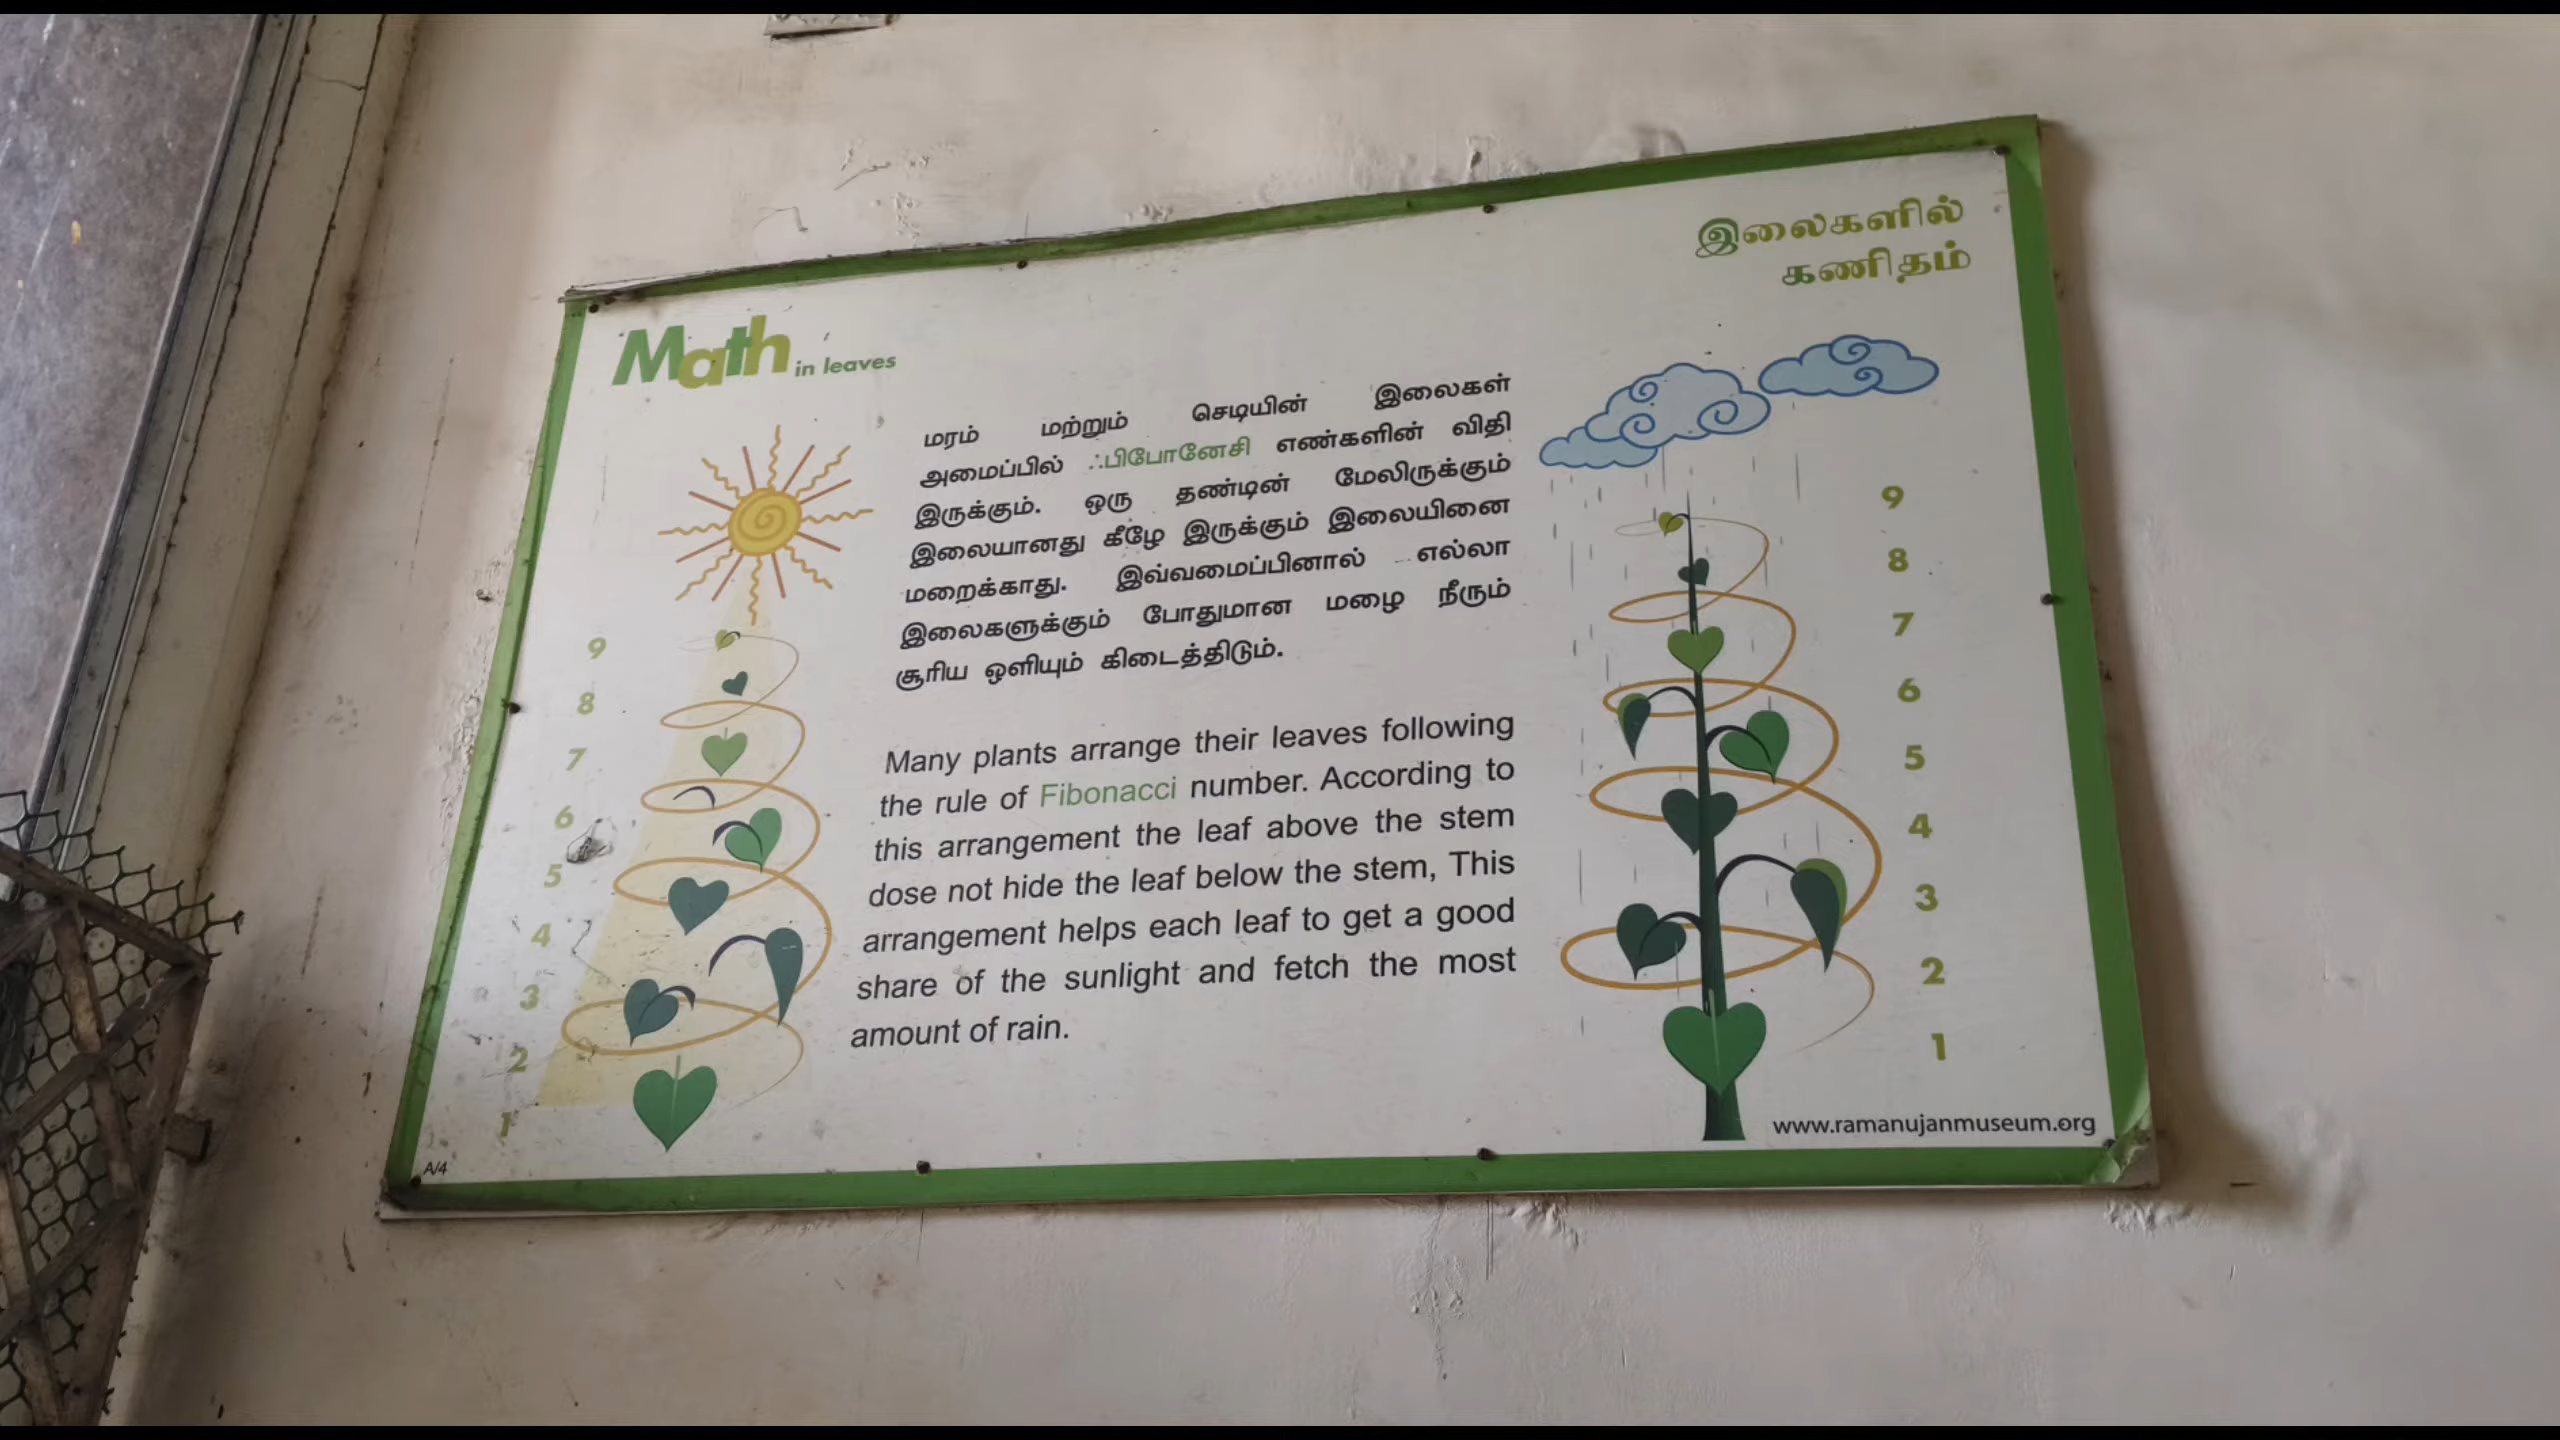 இலைகளில்
கணிதம்
Math in leaves
மரம் மற்றும் செடியின் இலைகள்
அமைப்பில் ஃபிபோனேசி எண்களின் விதி
இருக்கும். ஒரு தண்டின் மேலிருக்கும்
இலையானது கீழே இருக்கும் இலையினை
மறைக்காது. இவ்வமைப்பினால் எல்லா
இலைகளுக்கும் போதுமான மழை நீரும்
சூரிய ஒளியும் கிடைத்திடும்.
Many plants arrange their leaves following
the rule of Fibonacci number. According to
this arrangement the leaf above the stem
dose not hide the leaf below the stem, This
arrangement helps each leaf to get a good
share of the sunlight and fetch the most
amount of rain.
9
8
7
6
5
4
3
2
1
9
8
7
6
5
4
3
2
1
www.ramanujanmuseum.org
A/4